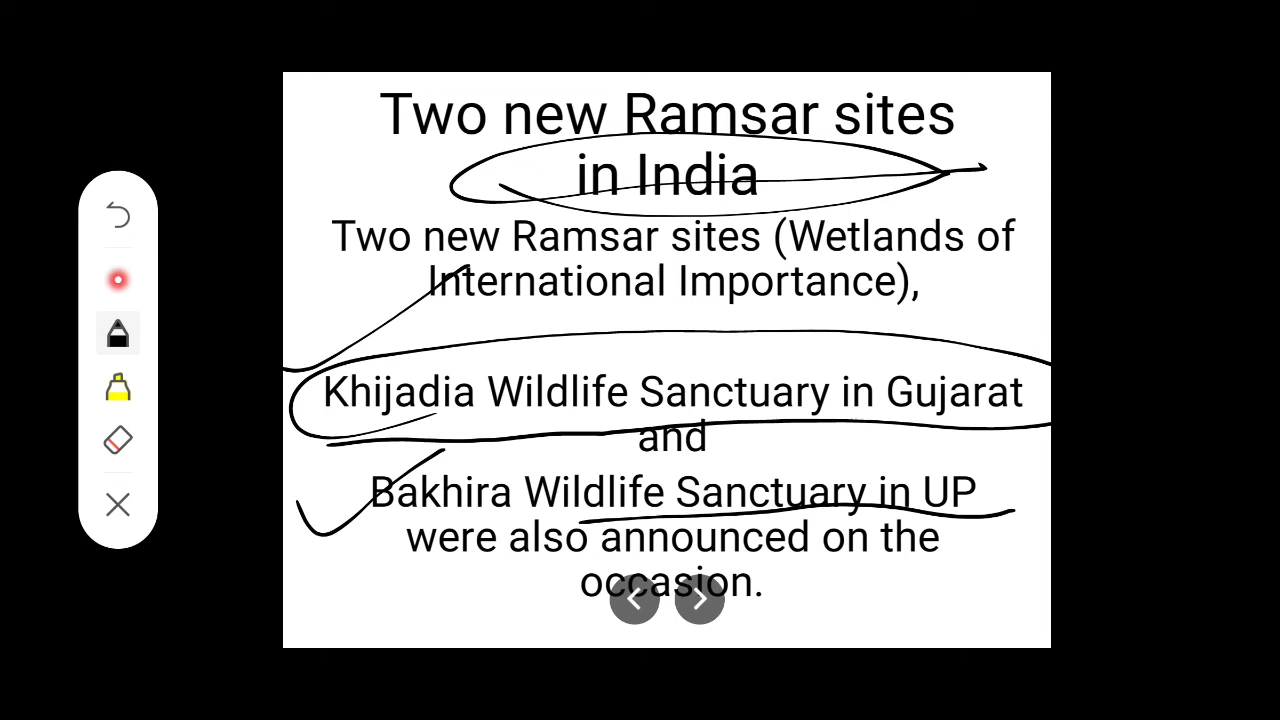 Two new Ramsar sites
in India
Two new Ramsar sites (Wetlands of
International Importance),
Khijadia Wildlife Sanctuary in Gujarat
and
Bakhira Wildlife Sanctuary in UP
were also announced on the
occasion.